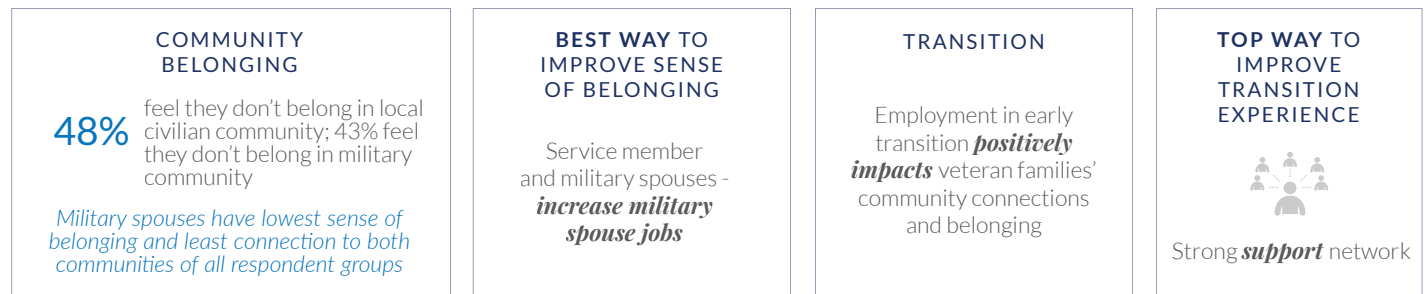 COMMUNITY
BELONGING
48%
feel they don't belong in local
civilian community; 43% feel
they don't belong in military
community
Military spouses have lowest sense of
belonging and least connection to both
communities of all respondent groups
BEST WAY TO
IMPROVE SENSE
OF BELONGING
Service member
and military spouses -
increase military
spouse jobs
TRANSITION
Employment in early
transition positively
impacts veteran families'
community connections
and belonging
TOP WAY TO
IMPROVE
TRANSITION
EXPERIENCE
Strong support network